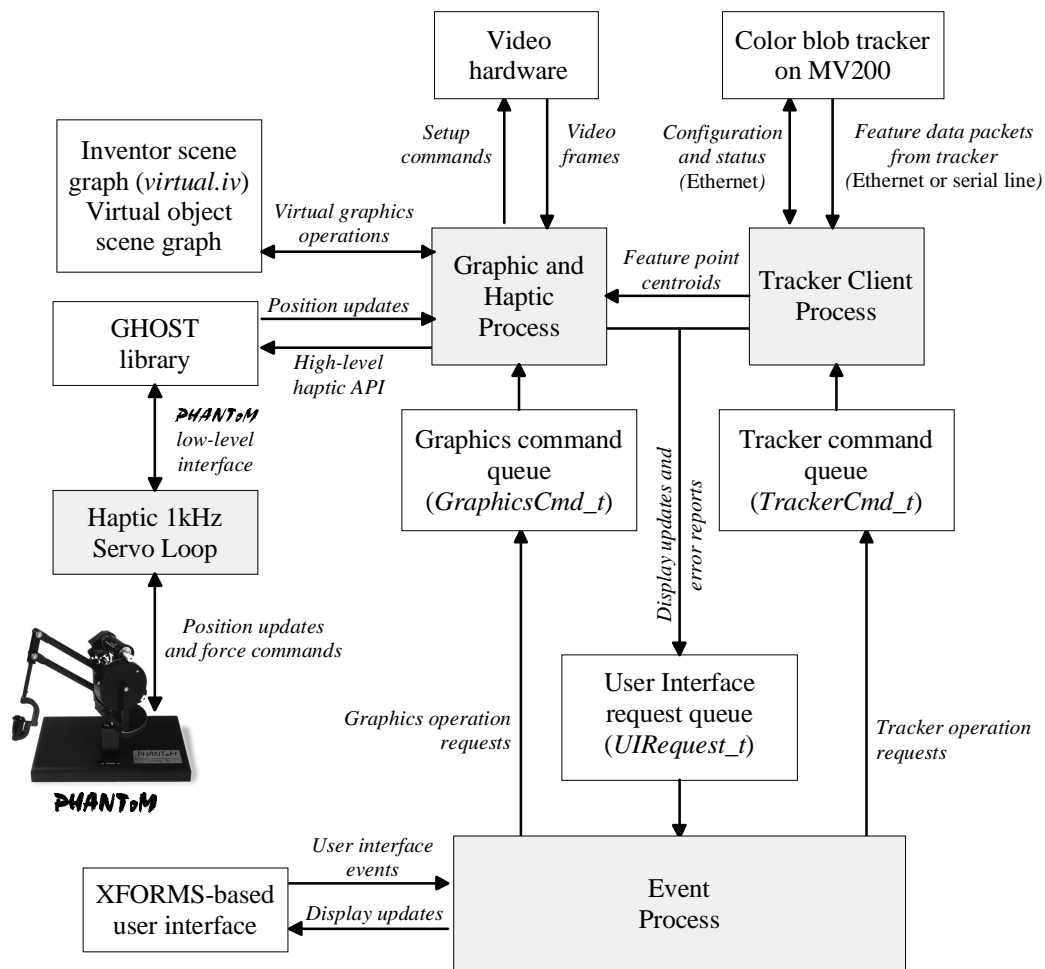 Video
hardware
Color blob tracker
on MV200
Setup
commands
Video
frames
Configuration
and status
(Ethernet)
Feature data packets
from tracker
(Ethernet or serial line)
Inventor scene
graph (virtual.iv)
Virtual object
scene graph
Virtual graphics
operations
Graphic and
Haptic
Process
Feature point
centroids
Tracker Client
Process
GHOST
library
Position updates
High-level
haptic API
PHANToM
low-level
interface
Graphics command
queue
(GraphicsCmd_t)
Display updates and
error reports
Tracker command
queue
(TrackerCmd_t)
Haptic 1kHz
Servo Loop
Position updates
and force commands
PHANToM
PHANToM
Graphics operation
requests
User Interface
request queue
(UIRequest_t)
Tracker operation
requests
User interface
events
XFORMS-based
user interface
Display updates
Event
Process